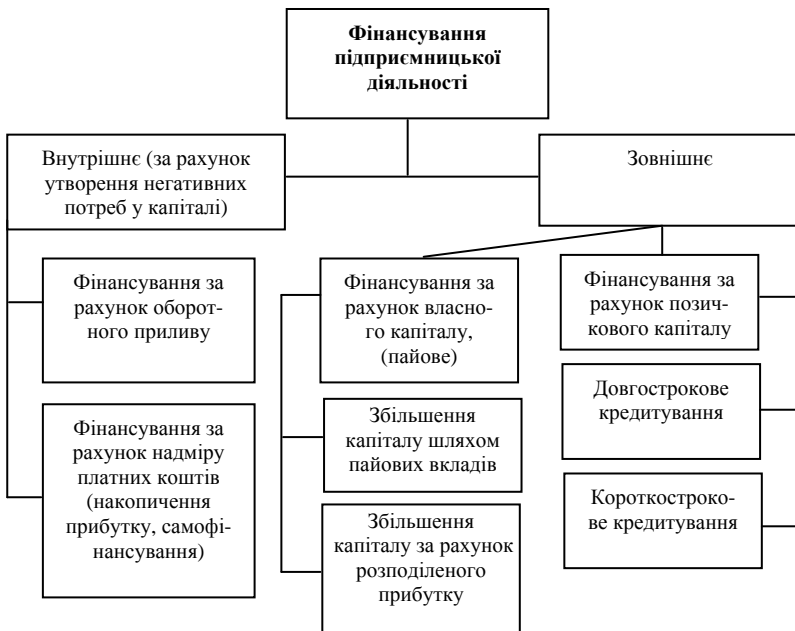 Фінансування
підприємницької
діяльності
Внутрішнє (за рахунок
утворення негативних
потреб у капіталі)
Зовнішнє
Фінансування за
рахунок оборот-
ного приливу
Фінансування за
рахунок надміру
платних коштів
(накопичення
прибутку, самофі-
нансування)
Фінансування за
рахунок власно-
го капіталу,
(пайове)
Збільшення
капіталу шляхом
пайових вкладів
Збільшення
капіталу за рахунок
розподіленого
прибутку
Фінансування за
рахунок позич-
кового капіталу
Довгострокове
кредитування
Короткостроко-
ве кредитування